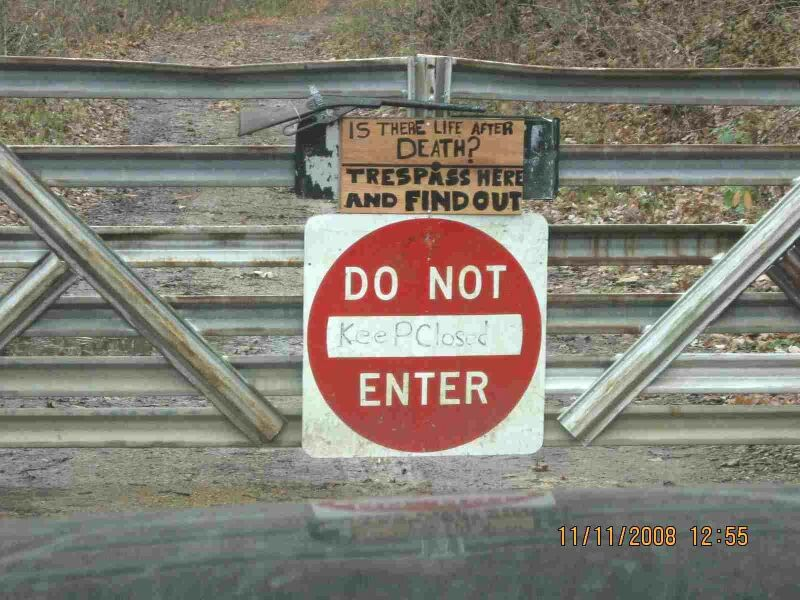 IS THERE LIFE AFTER
DEATH?
TRESPASS HERE
AND FIND OUT
DO NOT
KeeP Closed
ENTER
11/11/2008 12:55